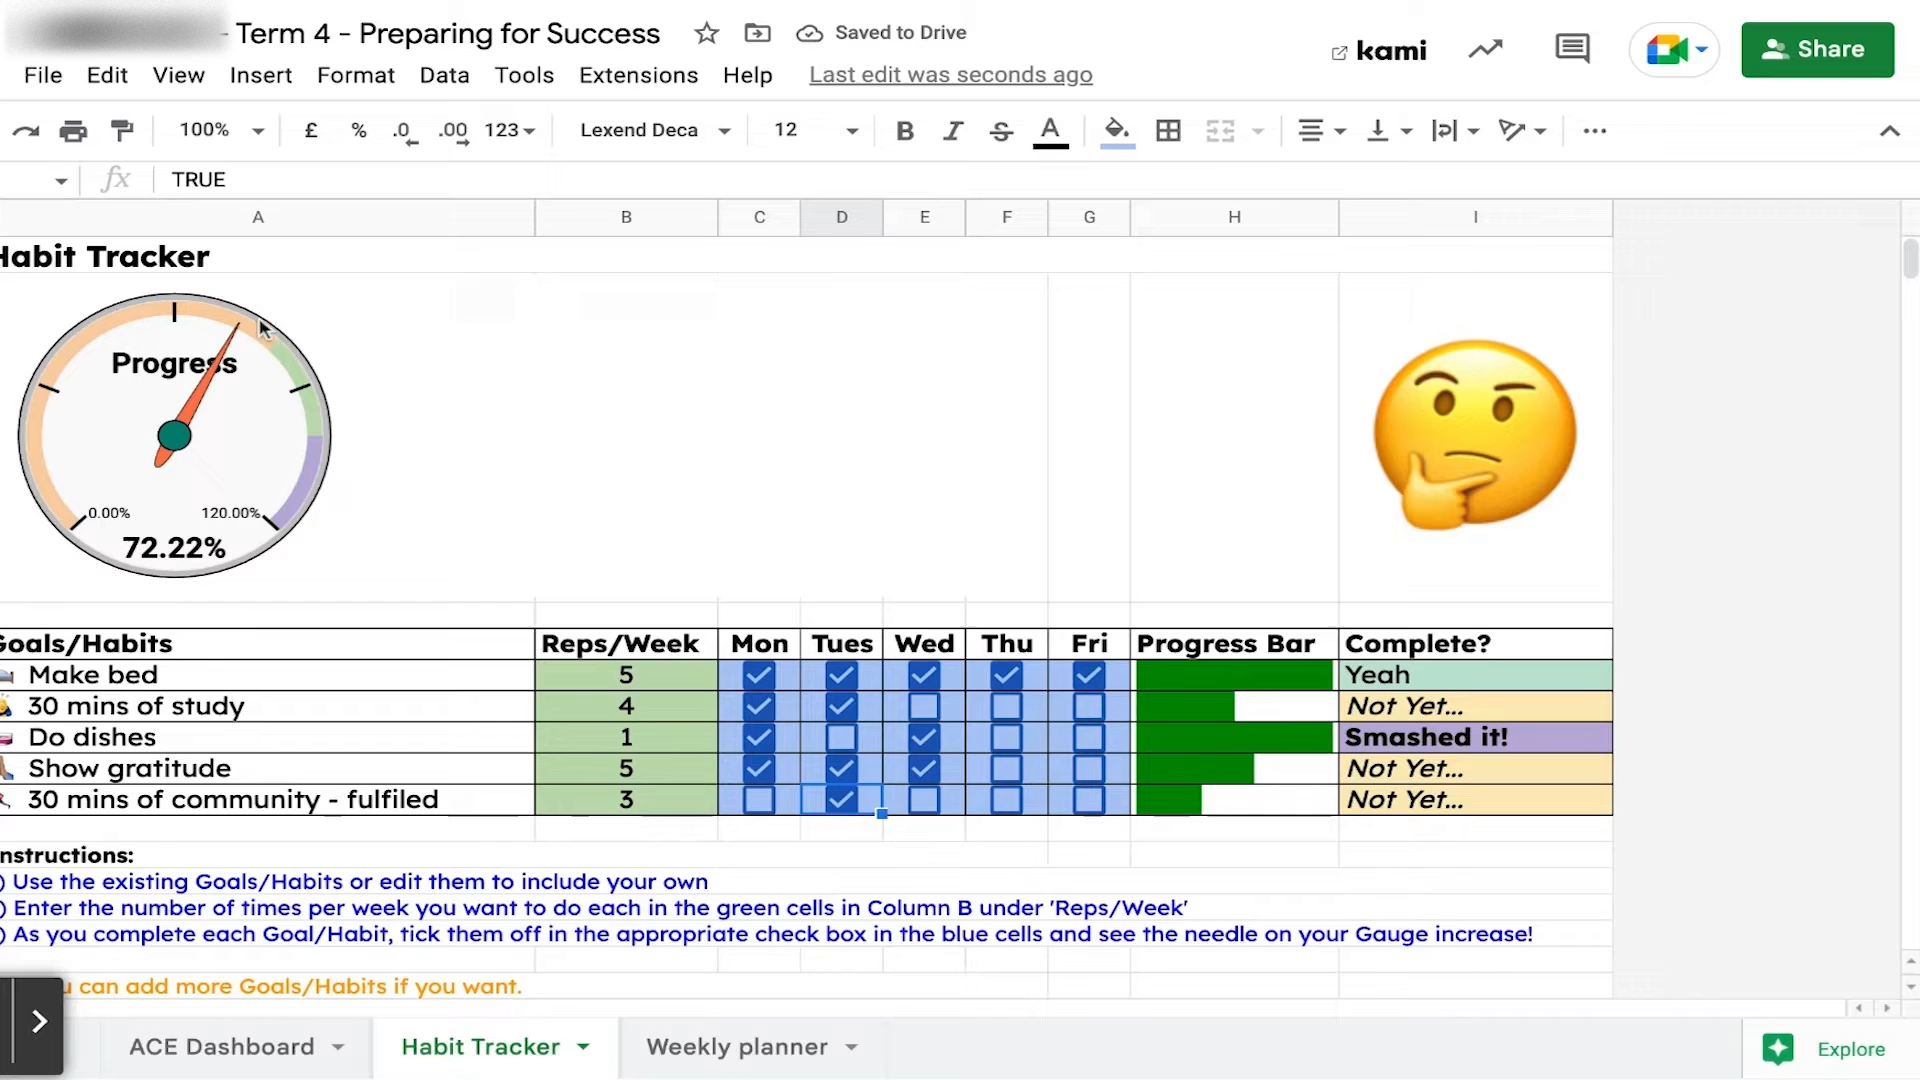 - Term 4 - Preparing for Success
Saved to Drive
kami
Share
File Edit View Insert Format Data Tools Extensions Help Last edit was seconds ago
100% £ % .0 .00 123 Lexend Deca 12 B I S A
fx TRUE
A B C D E F G H I
Habit Tracker
Progress
0.00% 120.00%
72.22%
Goals/Habits Reps/Week Mon Tues Wed Thu Fri Progress Bar Complete?
Make bed 5 Yeah
30 mins of study 4 Not Yet...
Do dishes 1 Smashed it!
Show gratitude 5 Not Yet...
30 mins of community - fulfiled 3 Not Yet...
nstructions:
) Use the existing Goals/Habits or edit them to include your own
) Enter the number of times per week you want to do each in the green cells in Column B under 'Reps/Week'
) As you complete each Goal/Habit, tick them off in the appropriate check box in the blue cells and see the needle on your Gauge increase!
can add more Goals/Habits if you want.
ACE Dashboard Habit Tracker Weekly planner Explore